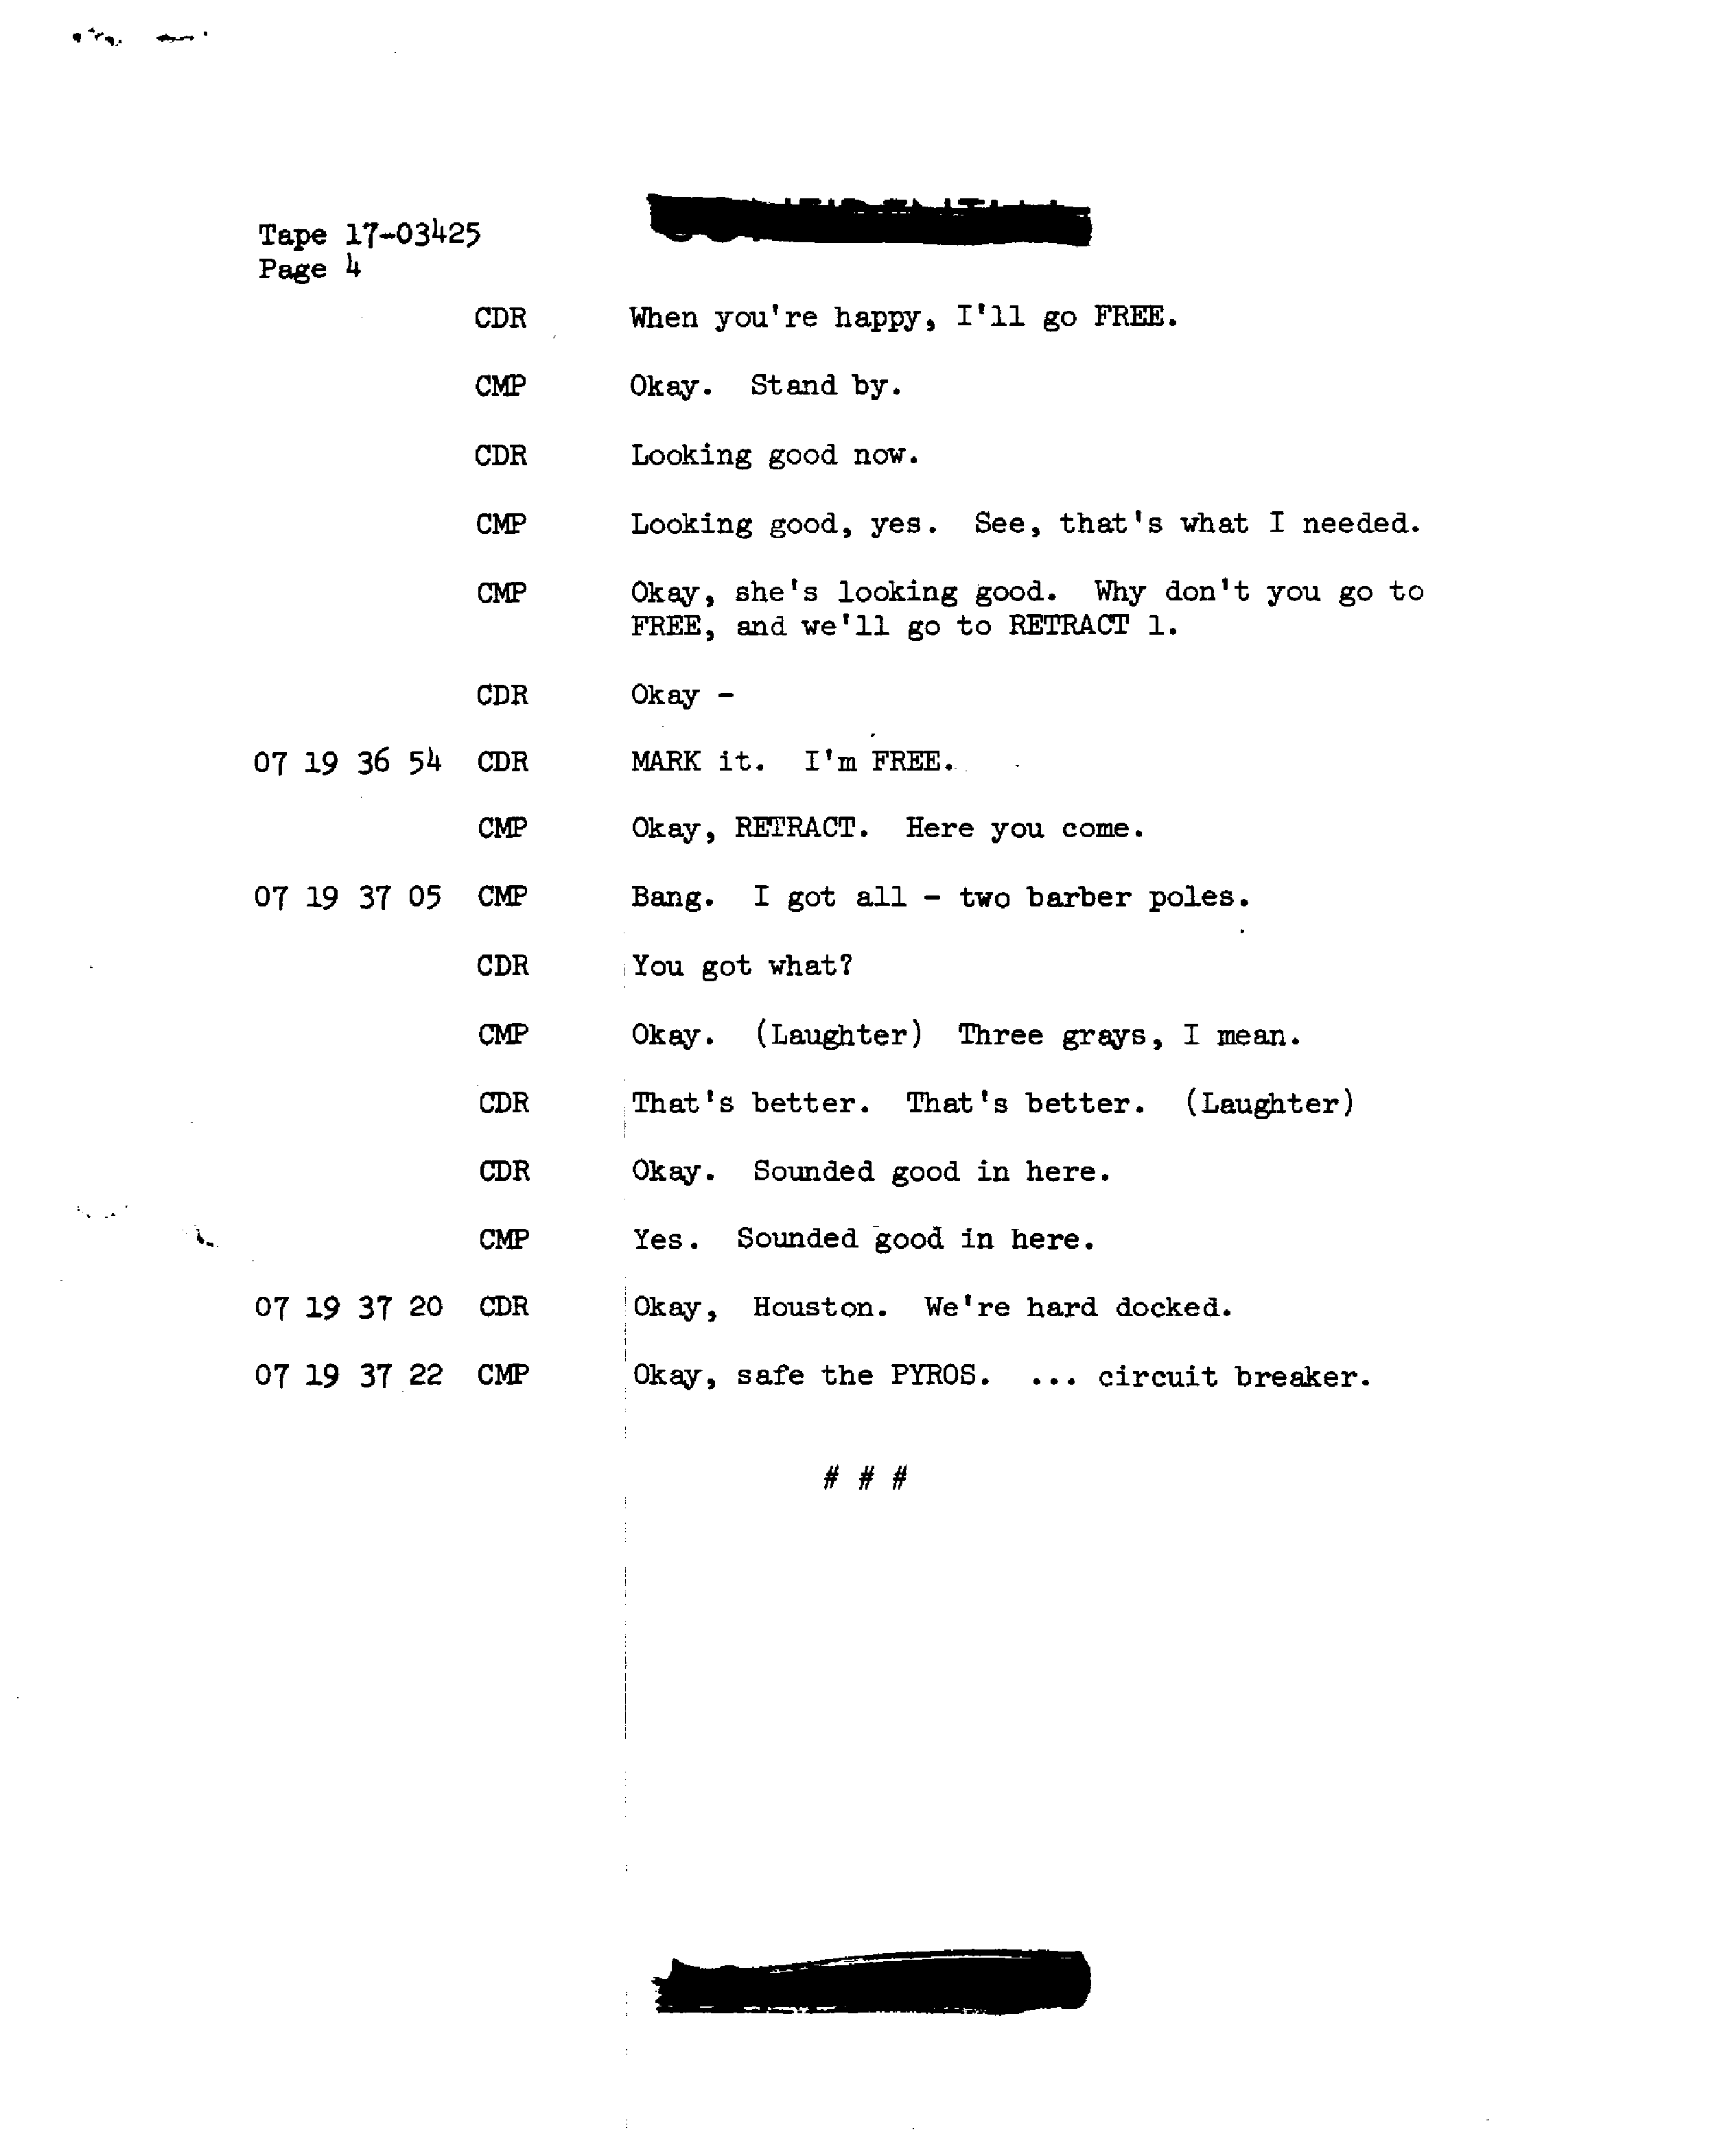 Tape 17-03425
Page 4
CDR When you're happy, I'll go FREE.
CMP Okay. Stand by.
CDR Looking good now.
CMP Looking good, yes. See, that's what I needed.
CMP Okay, she's looking good. Why don't you go to
FREE, and we'll go to RETRACT 1.
CDR Okay -
07 19 36 54 CDR MARK it. I'm FREE.
CMP Okay, RETRACT. Here you come.
07 19 37 05 CMP Bang. I got all - two barber poles.
CDR You got what?
CMP Okay. (Laughter) Three grays, I mean.
CDR That's better. That's better. (Laughter)
CDR Okay. Sounded good in here.
CMP Yes. Sounded good in here.
07 19 37 20 CDR Okay, Houston. We're hard docked.
07 19 37 22 CMP Okay, safe the PYROS. ... circuit breaker.
# # #